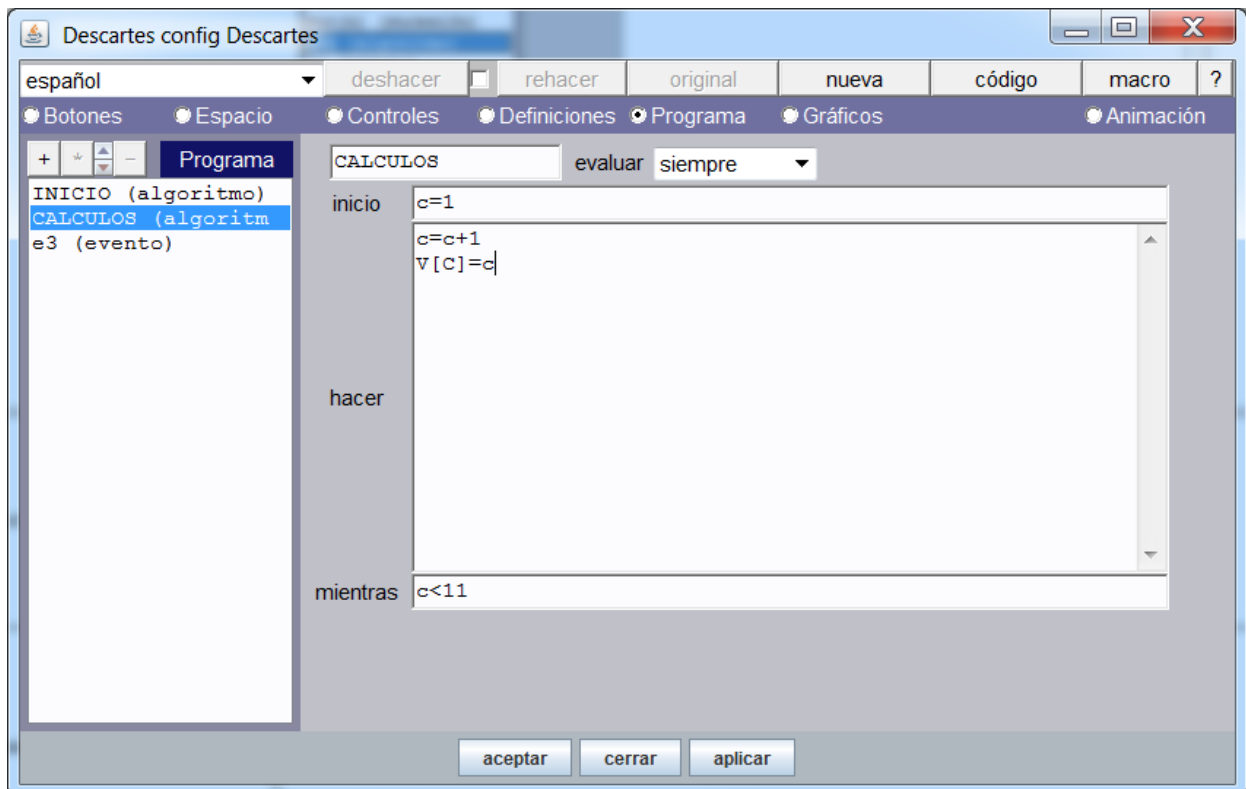 Descartes config Descartes
español deshacer rehacer original nueva código macro ?
Botones Espacio Controles Definiciones Programa Gráficos Animación
+ * - Programa
INICIO (algoritmo)
CALCULOS (algoritm
e3 (evento)
CALCULOS evaluar siempre
inicio c=1
c=c+1
V[C]=c
hacer
mientras c<11
aceptar cerrar aplicar